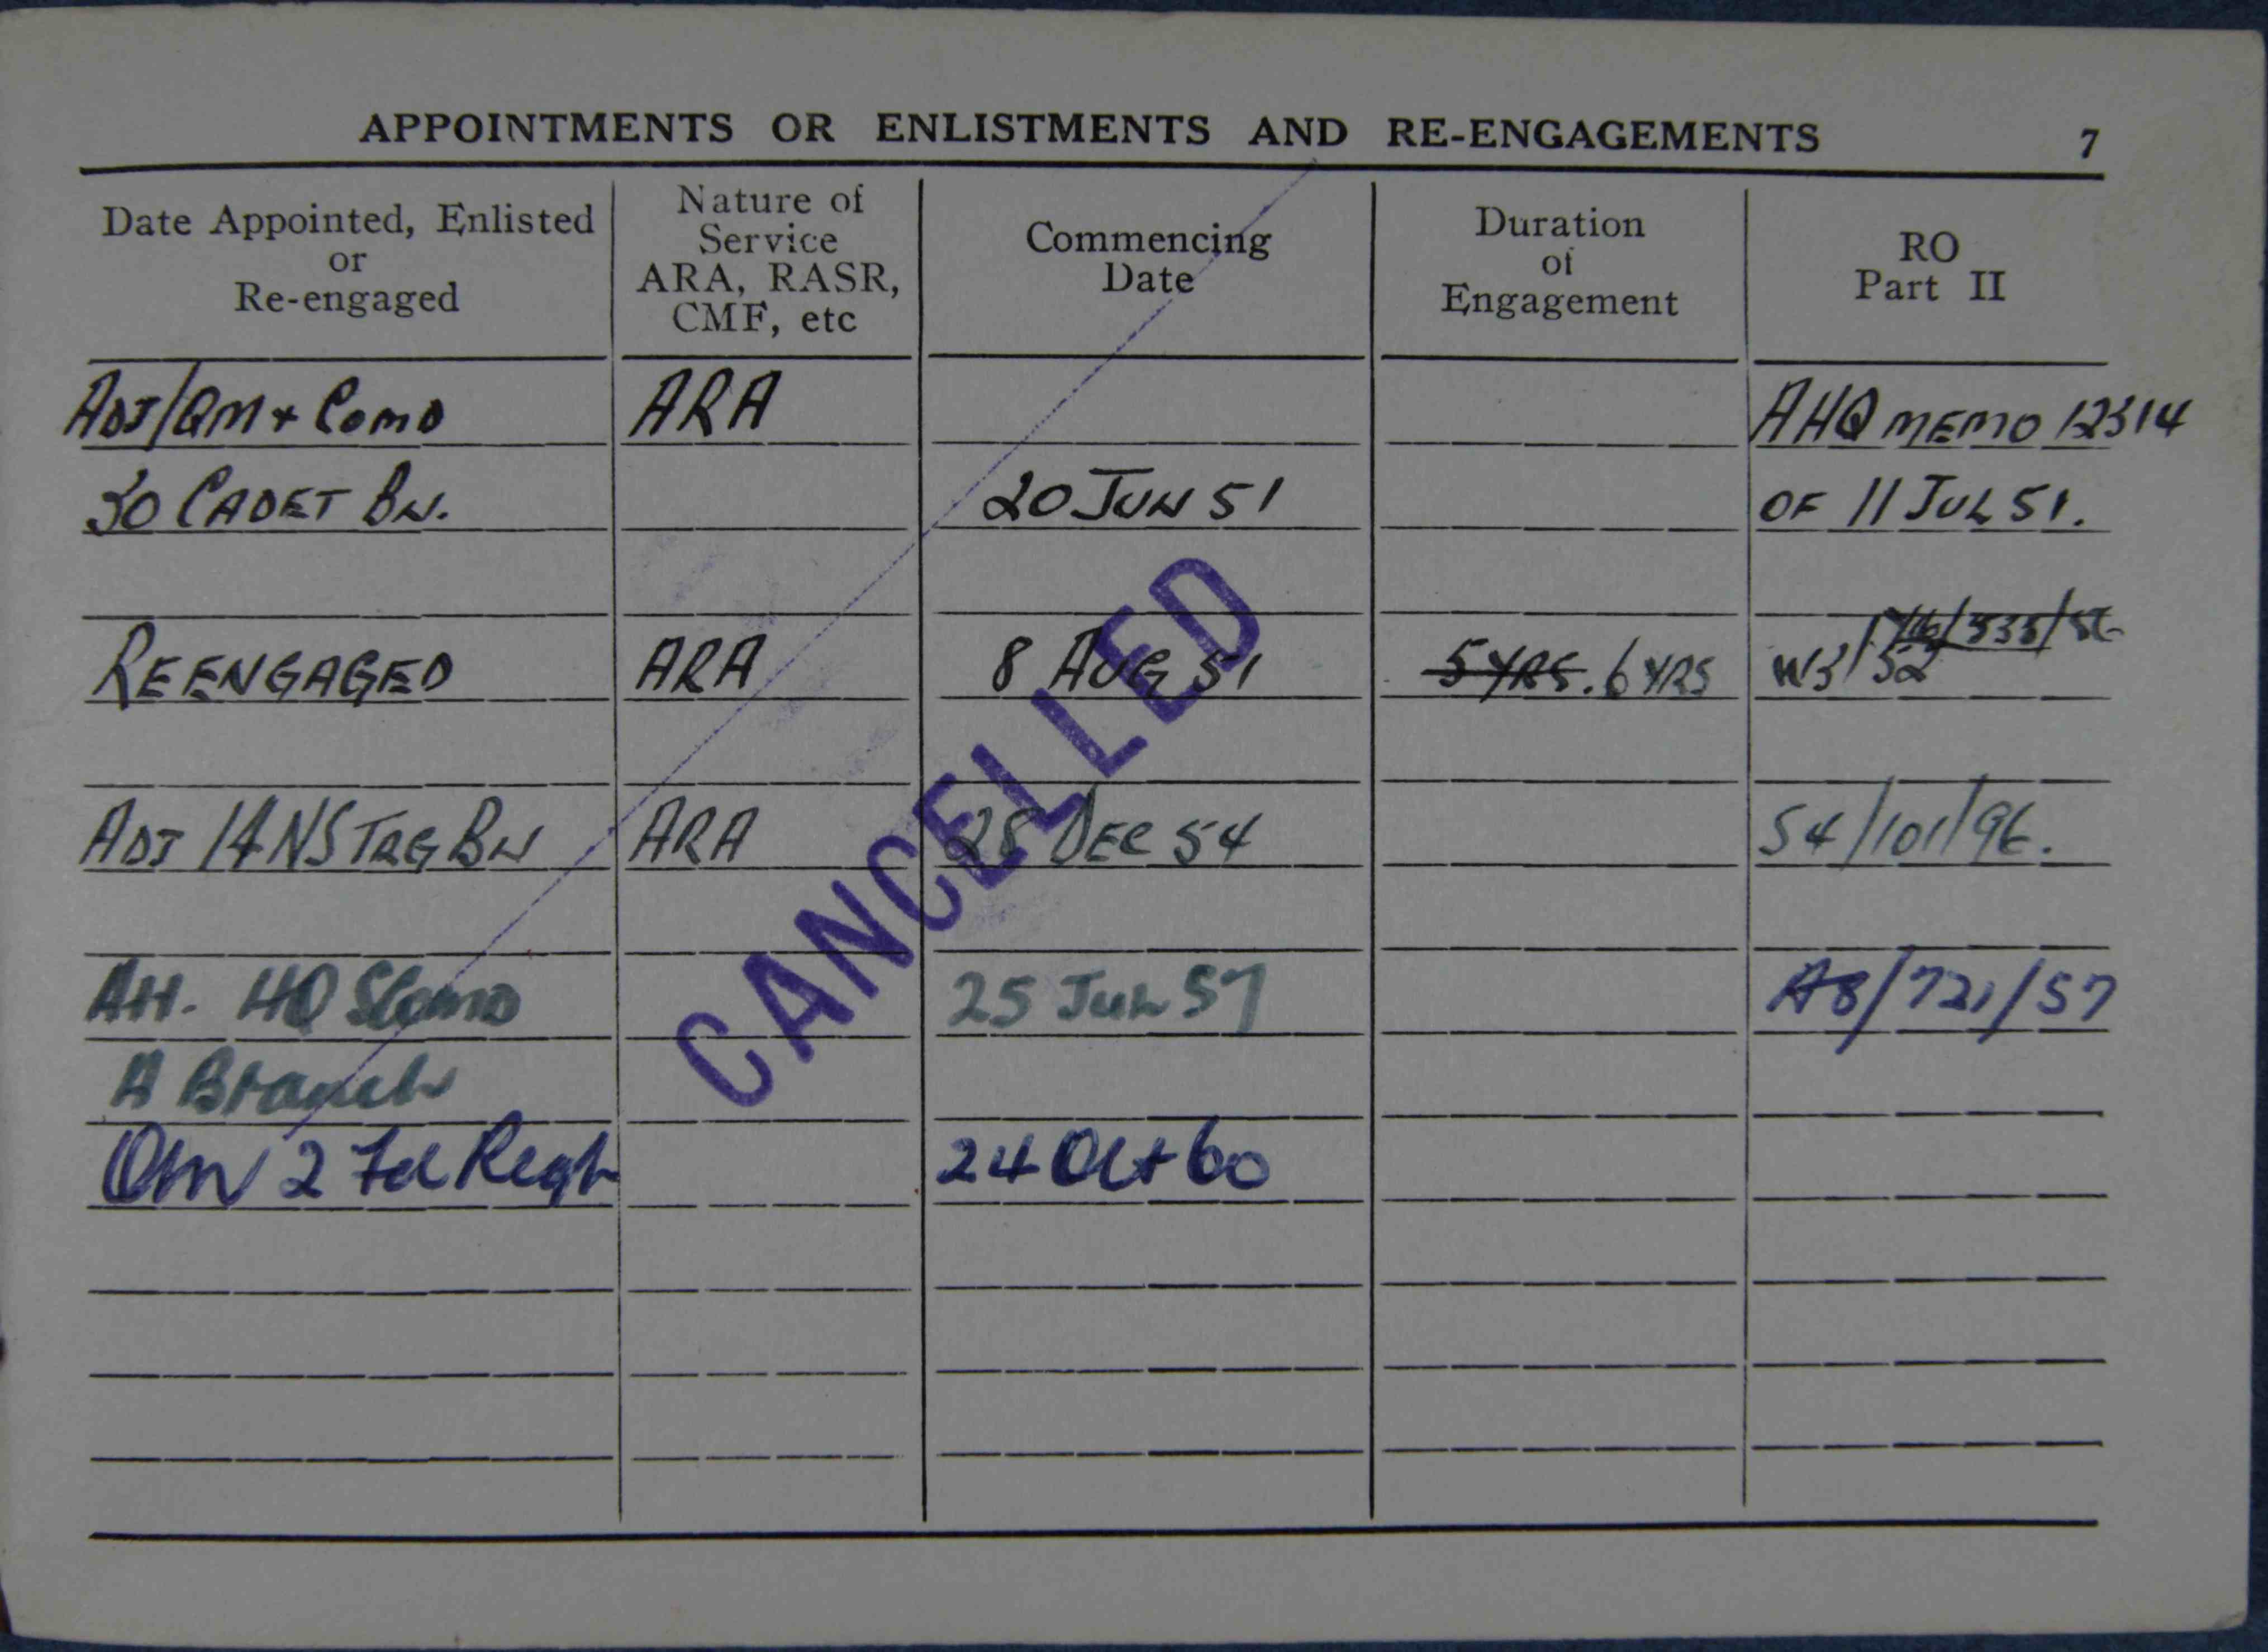 APPOINTMENTS OR ENLISTMENTS AND RE-ENGAGEMENTS 7
Date Appointed, Enlisted
or
Re-engaged
Nature of
Service
ARA, RASR,
CMF, etc
Commencing
Date
Duration
of
Engagement
RO
Part II
ADJ/QM + COMD ARA AHQ MEMO 12314
30 CADET BN. 20 JUN 51 OF 11 JUL 51.
REENGAGED ARA 8 AUG 51 5 YRS. 6 YRS
ADJ 14 NS TRG BN ARA 28 DEC 54 54/101/96.
Att. HQ SComd 25 Jul 57 A8/721/57
A Branch
QM 2 Fd Regt 24 Oct 60
CANCELLED